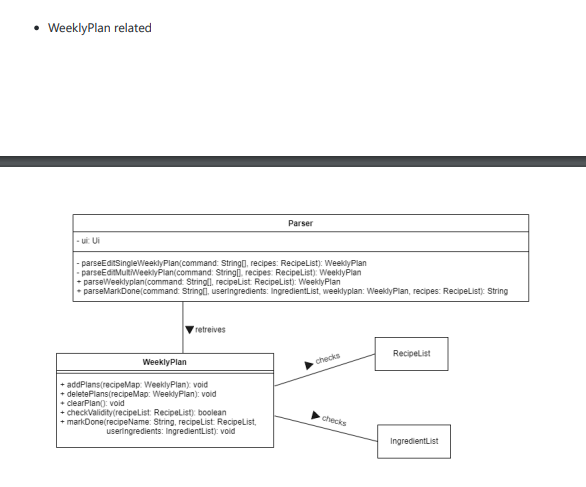 WeeklyPlan related
Parser
- ui: Ui
- parseEditSingleWeeklyPlan(command: String[], recipes: RecipeList): WeeklyPlan
- parseEditMultiWeeklyPlan(command: String[], recipes: RecipeList): WeeklyPlan
+ parseWeeklyplan(command: String[], recipeList: RecipeList): WeeklyPlan
+ parseMarkDone(command: String[], userIngredients: IngredientList, weeklyplan: WeeklyPlan, recipes: RecipeList): String
retreives
WeeklyPlan
+ addPlans(recipeMap: WeeklyPlan): void
+ deletePlans(recipeMap: WeeklyPlan): void
+ clearPlan(): void
+ checkValidity(recipeList: RecipeList): boolean
+ markDone(recipeName: String, recipeList: RecipeList,
userIngredients: IngredientList): void
checks
RecipeList
checks
IngredientList